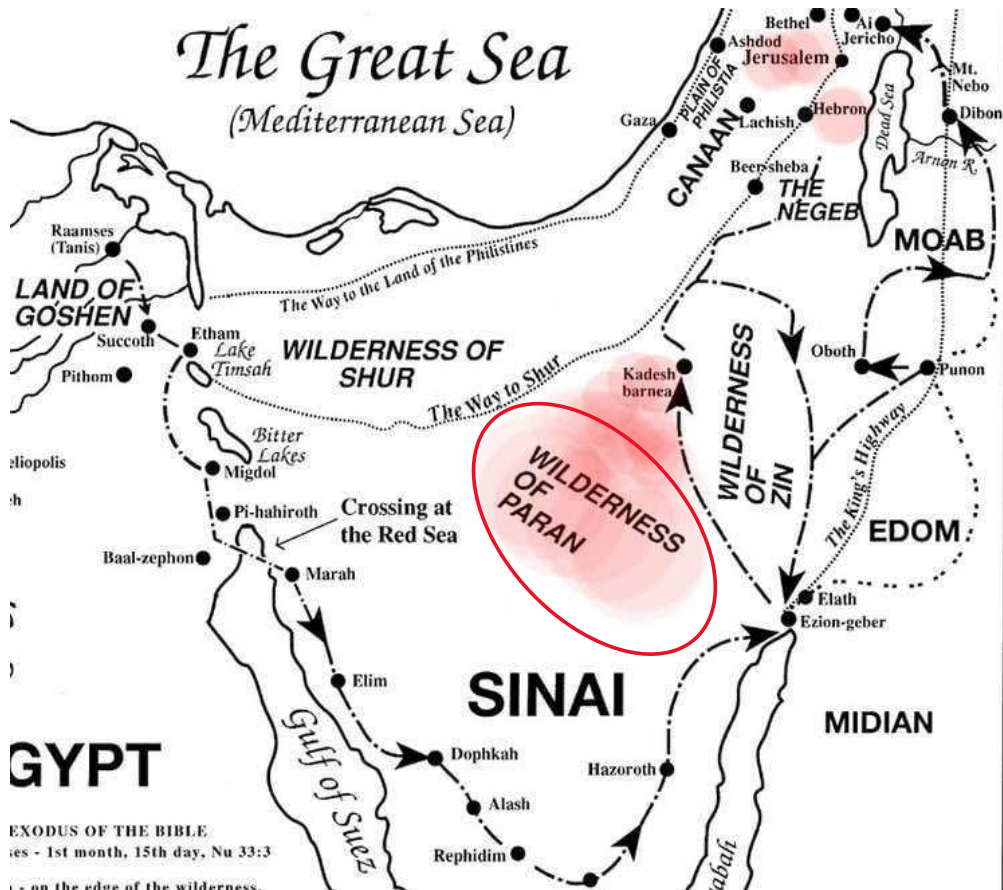 The Great Sea
(Mediterranean Sea)
Bethel
Ai
Jericho
Ashdod
Jerusalem
PLAIN OF
PHILISTIA
Mt.
Nebo
Gaza
Lachish
Hebron
Dead Sea
Dibon
CANAAN
Arnon R.
Beer-sheba
THE
NEGEB
MOAB
Raamses
(Tanis)
The Way to the Land of the Philistines
LAND OF
GOSHEN
Succoth
Etham
Lake
Timsah
WILDERNESS OF
SHUR
Pithom
The Way to Shur
Kadesh
barnea
Oboth
Punon
WILDERNESS
OF
ZIN
Bitter
Lakes
eliopolis
Migdol
WILDERNESS
OF
PARAN
The King's Highway
Pi-hahiroth
Crossing at
the Red Sea
EDOM
Baal-zephon
Marah
Elath
Ezion-geber
Elim
SINAI
MIDIAN
Gulf of Suez
GYPT
Dophkah
Hazoroth
Alash
Rephidim
abah
EXODUS OF THE BIBLE
ses - 1st month, 15th day, Nu 33:3
- on the edge of the wilderness.